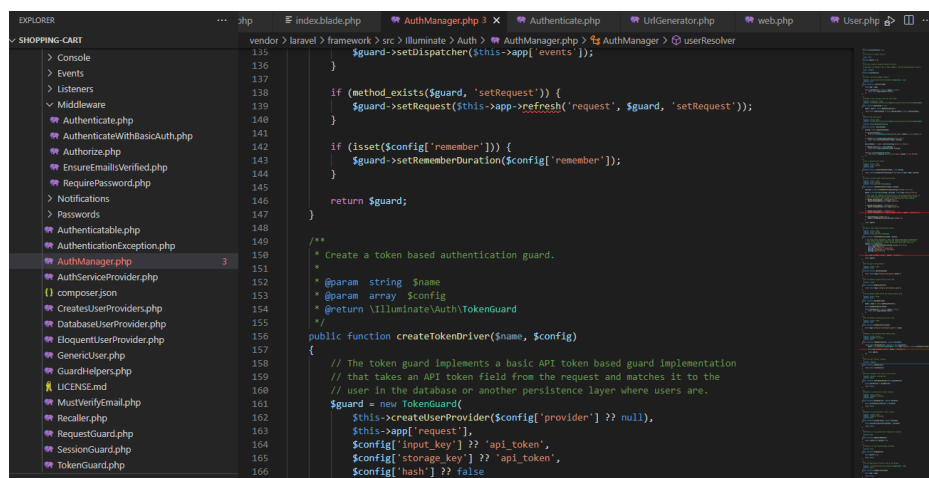 EXPLORER
SHOPPING-CART
Console
Events
Listeners
Middleware
Authenticate.php
AuthenticateWithBasicAuth.php
Authorize.php
EnsureEmailIsVerified.php
RequirePassword.php
Notifications
Passwords
Authenticatable.php
AuthenticationException.php
AuthManager.php 3
AuthServiceProvider.php
{} composer.json
CreatesUserProviders.php
DatabaseUserProvider.php
EloquentUserProvider.php
GenericUser.php
GuardHelpers.php
LICENSE.md
MustVerifyEmail.php
Recaller.php
RequestGuard.php
SessionGuard.php
TokenGuard.php
php index.blade.php AuthManager.php 3 Authenticate.php UrlGenerator.php web.php User.php
vendor > laravel > framework > src > Illuminate > Auth > AuthManager.php > AuthManager > userResolver
135 $guard->setDispatcher($this->app['events']);
136 }
137
138 if (method_exists($guard, 'setRequest')) {
139 $guard->setRequest($this->app->refresh('request', $guard, 'setRequest'));
140 }
141
142 if (isset($config['remember'])) {
143 $guard->setRememberDuration($config['remember']);
144 }
145
146 return $guard;
147 }
148
149 /**
150 * Create a token based authentication guard.
151 *
152 * @param string $name
153 * @param array $config
154 * @return \Illuminate\Auth\TokenGuard
155 */
156 public function createTokenDriver($name, $config)
157 {
158 // The token guard implements a basic API token based guard implementation
159 // that takes an API token field from the request and matches it to the
160 // user in the database or another persistence layer where users are.
161 $guard = new TokenGuard(
162 $this->createUserProvider($config['provider'] ?? null),
163 $this->app['request'],
164 $config['input_key'] ?? 'api_token',
165 $config['storage_key'] ?? 'api_token',
166 $config['hash'] ?? false